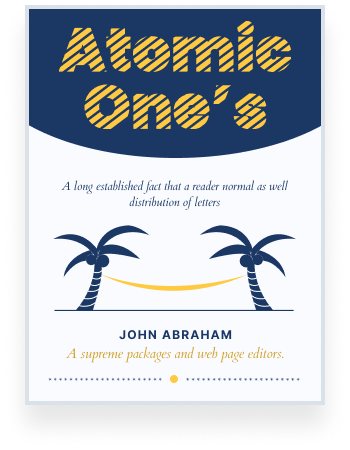 Atomic
One's
A long established fact that a reader normal as well
distribution of letters
JOHN ABRAHAM
A supreme packages and web page editors.